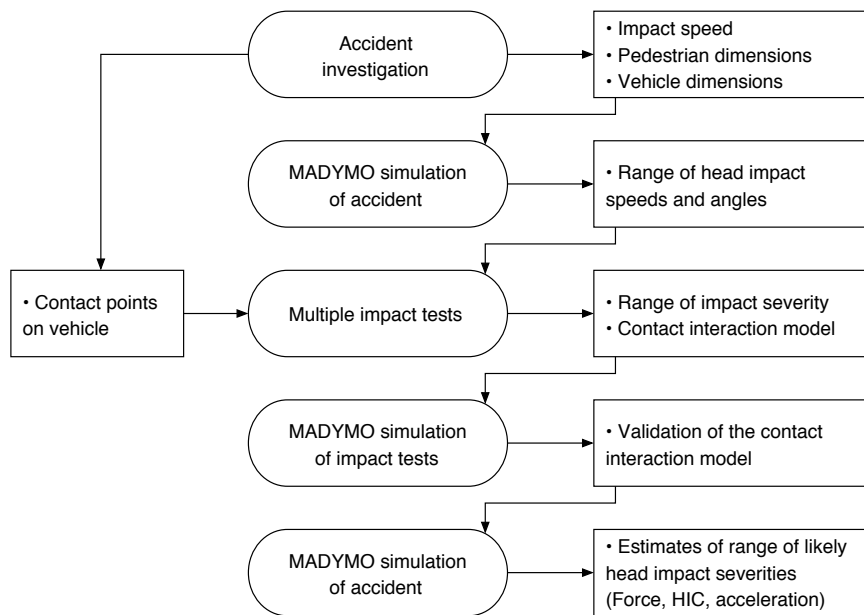 Accident
investigation
• Impact speed
• Pedestrian dimensions
• Vehicle dimensions
MADYMO simulation
of accident
• Range of head impact
speeds and angles
• Contact points
on vehicle
Multiple impact tests
• Range of impact severity
• Contact interaction model
MADYMO simulation
of impact tests
• Validation of the contact
interaction model
MADYMO simulation
of accident
• Estimates of range of likely
head impact severities
(Force, HIC, acceleration)